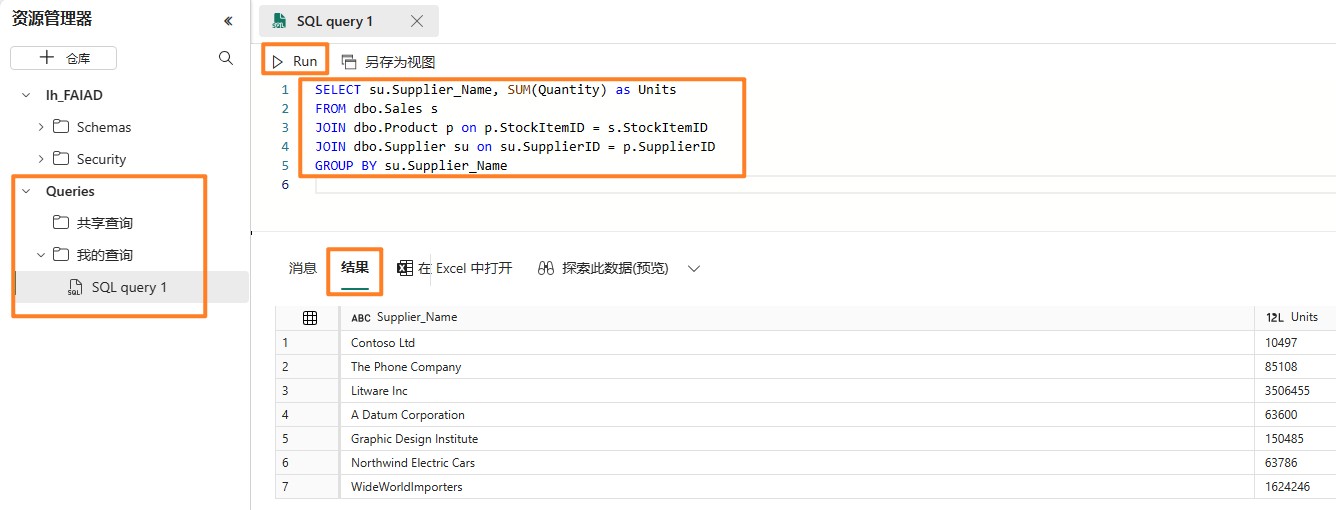 资源管理器
仓库
lh_FAIAD
Schemas
Security
Queries
共享查询
我的查询
SQL query 1
SQL query 1
Run 另存为视图
1 SELECT su.Supplier_Name, SUM(Quantity) as Units
2 FROM dbo.Sales s
3 JOIN dbo.Product p on p.StockItemID = s.StockItemID
4 JOIN dbo.Supplier su on su.SupplierID = p.SupplierID
5 GROUP BY su.Supplier_Name
6
消息 结果 在 Excel 中打开 探索此数据(预览)
ABC Supplier_Name 12L Units
1 Contoso Ltd 10497
2 The Phone Company 85108
3 Litware Inc 3506455
4 A Datum Corporation 63600
5 Graphic Design Institute 150485
6 Northwind Electric Cars 63786
7 WideWorldImporters 1624246